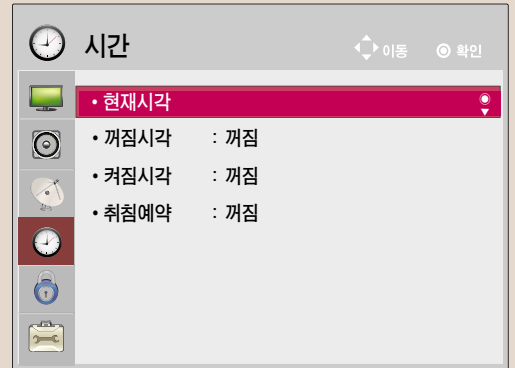 시간 이동 확인
• 현재시각
• 꺼짐시각 : 꺼짐
• 켜짐시각 : 꺼짐
• 취침예약 : 꺼짐